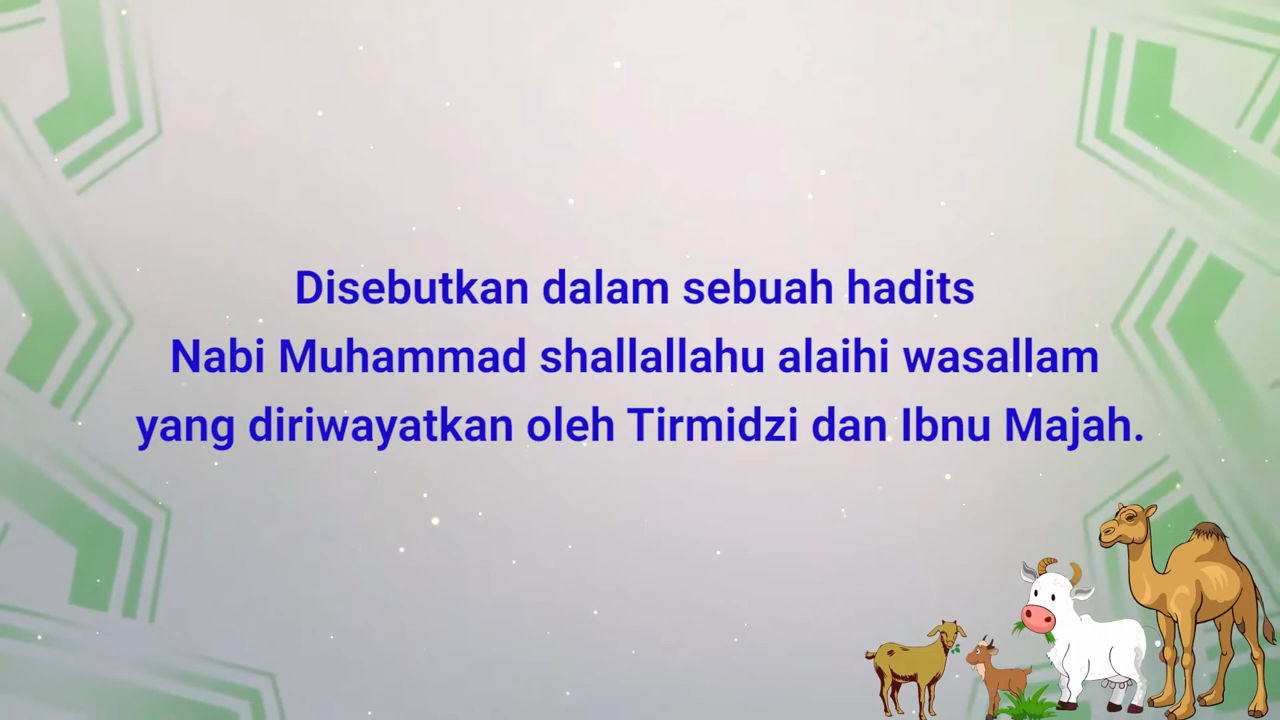 Disebutkan dalam sebuah hadits
Nabi Muhammad shallallahu alaihi wasallam
yang diriwayatkan oleh Tirmidzi dan Ibnu Majah.